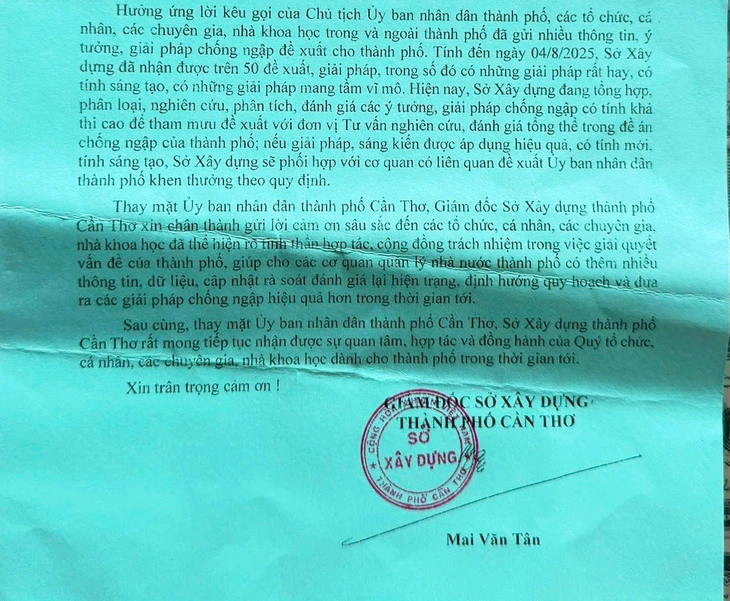 Hưởng ứng lời kêu gọi của Chủ tịch Ủy ban nhân dân thành phố, các tổ chức, cá
nhân, các chuyên gia, nhà khoa học trong và ngoài thành phố đã gửi nhiều thông tin, ý
tưởng, giải pháp chống ngập đề xuất cho thành phố. Tính đến ngày 04/8/2025, Sở Xây
dựng đã nhận được trên 50 đề xuất, giải pháp, trong số đó có những giải pháp rất hay, có
tính sáng tạo, có những giải pháp mang tầm vĩ mô. Hiện nay, Sở Xây dựng đang tổng hợp,
phân loại, nghiên cứu, phân tích, đánh giá các ý tưởng, giải pháp chống ngập có tính khả
thi cao để tham mưu đề xuất với đơn vị Tư vấn nghiên cứu, đánh giá tổng thể trong đề án
chống ngập của thành phố; nếu giải pháp, sáng kiến được áp dụng hiệu quả, có tính mới,
tính sáng tạo, Sở Xây dựng sẽ phối hợp với cơ quan có liên quan đề xuất Ủy ban nhân dân
thành phố khen thưởng theo quy định.
Thay mặt Ủy ban nhân dân thành phố Cần Thơ, Giám đốc Sở Xây dựng thành phố
Cần Thơ xin chân thành gửi lời cảm ơn sâu sắc đến các tổ chức, cá nhân, các chuyên gia,
nhà khoa học đã thể hiện rõ tinh thần hợp tác, cộng đồng trách nhiệm trong việc giải quyết
vấn đề của thành phố, giúp cho các cơ quan quản lý nhà nước thành phố có thêm nhiều
thông tin, dữ liệu, cập nhật rà soát đánh giá lại hiện trạng, định hướng quy hoạch và đưa
ra các giải pháp chống ngập hiệu quả hơn trong thời gian tới.
Sau cùng, thay mặt Ủy ban nhân dân thành phố Cần Thơ, Sở Xây dựng thành phố
Cần Thơ rất mong tiếp tục nhận được sự quan tâm, hợp tác và đồng hành của Quý tổ chức,
cá nhân, các chuyên gia, nhà khoa học dành cho thành phố trong thời gian tới.
Xin trân trọng cảm ơn !
GIÁM ĐỐC SỞ XÂY DỰNG
THÀNH PHỐ CẦN THƠ
CỘNG HÒA X.H.C.N VIỆT NAM
SỞ
XÂY DỰNG
THÀNH PHỐ CẦN THƠ
Mai Văn Tân